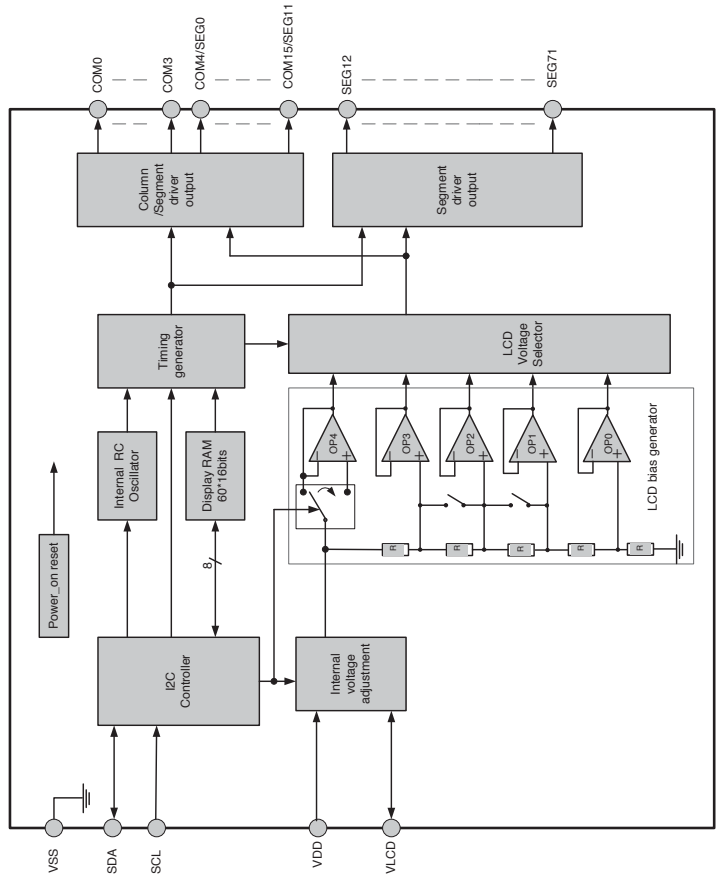 VSS
SDA
SCL
VDD
VLCD
Power_on reset
I2C
Controller
Internal
voltage
adjustment
Internal RC
Oscillator
Display RAM
60*16bits
8
Timing
generator
OP4
-
+
OP3
-
+
OP2
-
+
OP1
-
+
OP0
-
+
R
R
R
R
R
LCD bias generator
LCD
Voltage
Selector
Column
/Segment
driver
output
Segment
driver
output
COM0
COM3
COM4/SEG0
COM15/SEG11
SEG12
SEG71